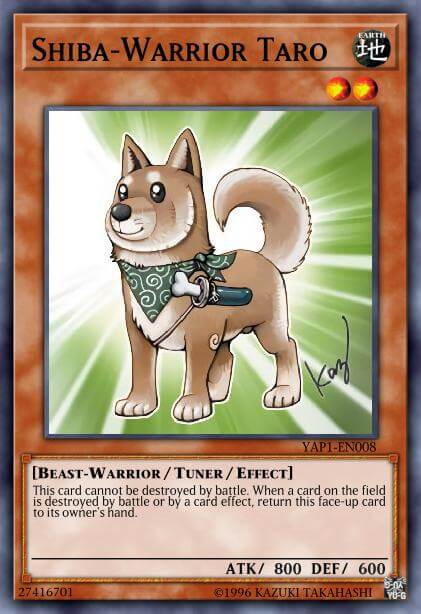 SHIBA-WARRIOR TARO
EARTH
地
Kaz
YAP1-EN008
[BEAST-WARRIOR / TUNER / EFFECT]
This card cannot be destroyed by battle. When a card on the field
is destroyed by battle or by a card effect, return this face-up card
to its owner's hand.
ATK/ 800 DEF/ 600
27416701
©1996 KAZUKI TAKAHASHI